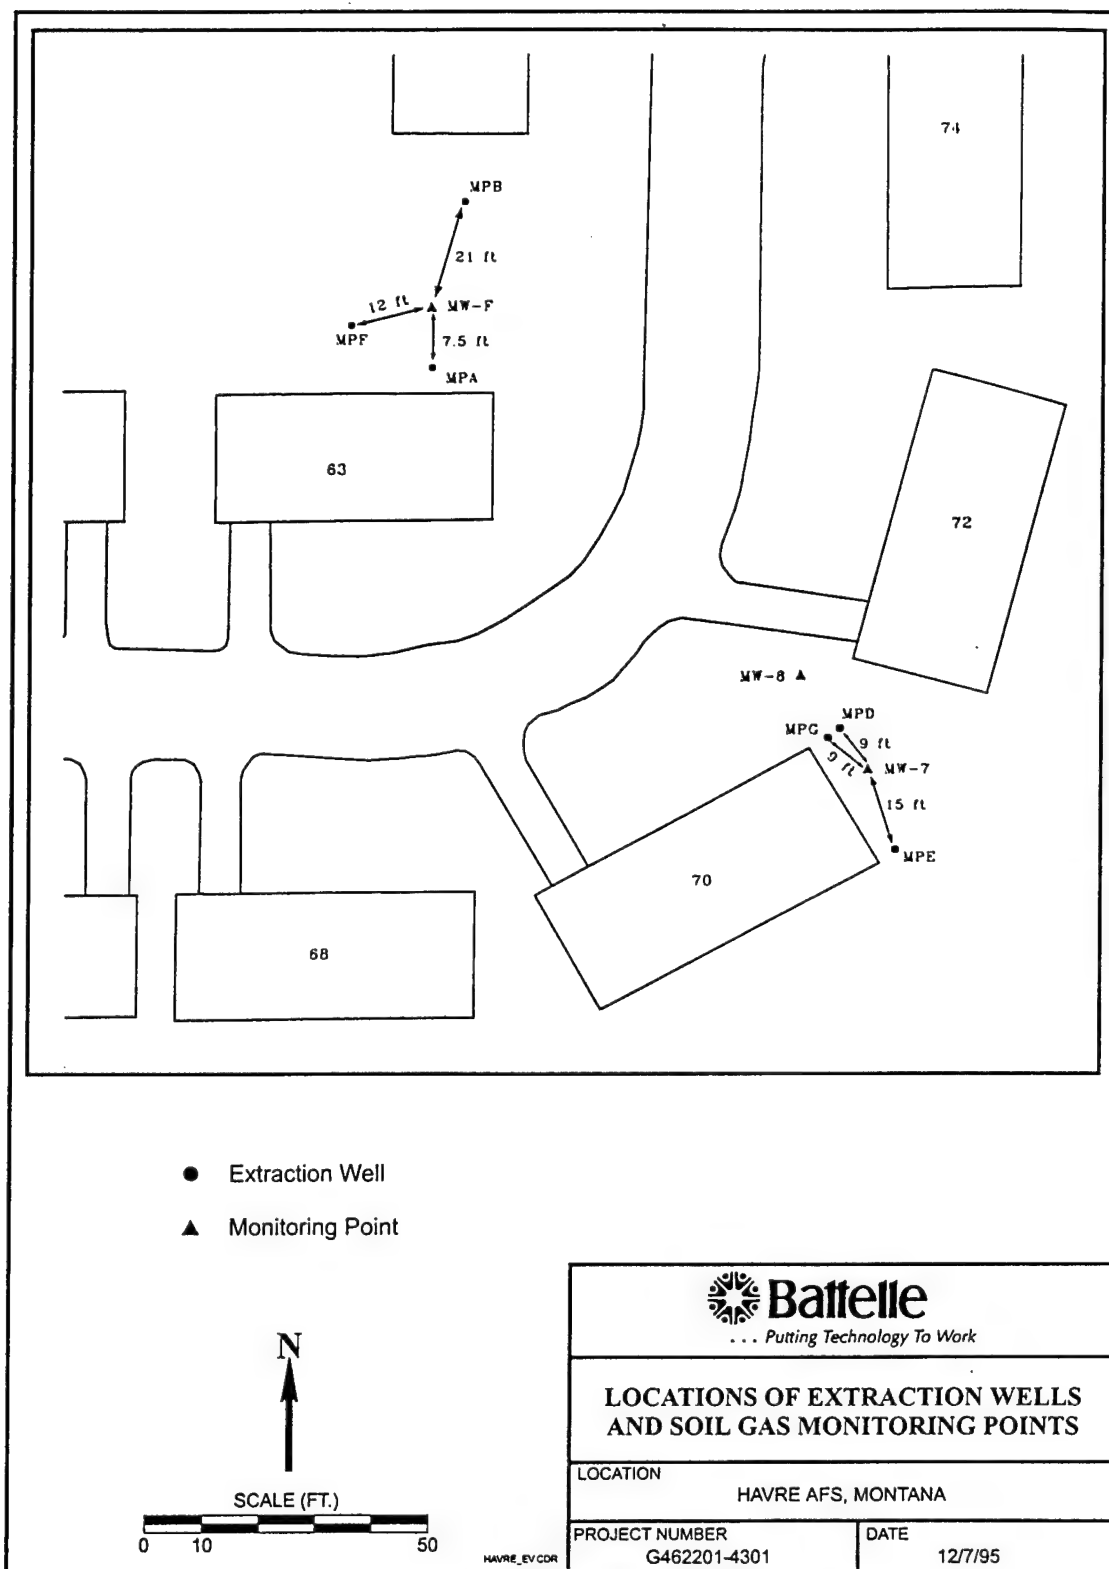 74
MPB
21 ft
12 ft
MW-F
MPF
7.5 ft
MPA
63
72
MW-8
MPD
MPG
9 ft
9 ft
MW-7
15 ft
MPE
70
68
Extraction Well
Monitoring Point
N
SCALE (FT.)
0 10 50
HAVRE_EV.CDR
Battelle
... Putting Technology To Work
LOCATIONS OF EXTRACTION WELLS
AND SOIL GAS MONITORING POINTS
LOCATION
HAVRE AFS, MONTANA
PROJECT NUMBER
G462201-4301
DATE
12/7/95